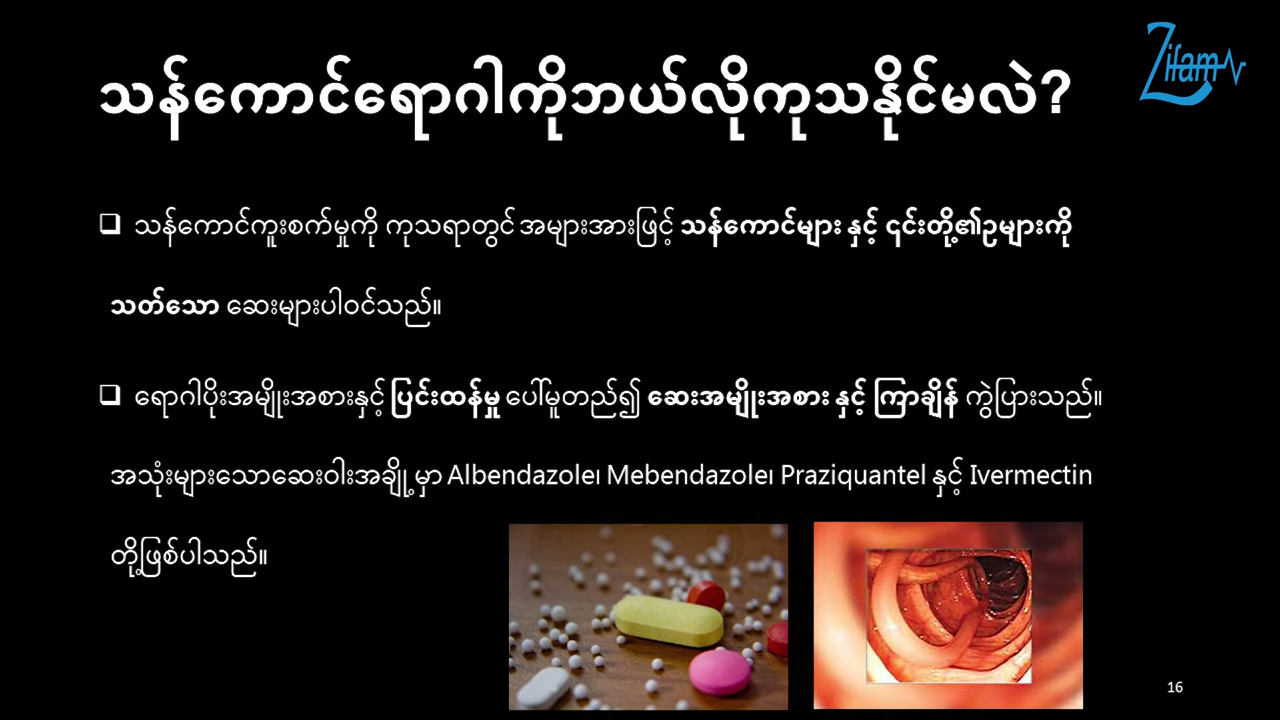 Zifam
သန်ကောင်ရောဂါကိုဘယ်လိုကုသနိုင်မလဲ?
သန်ကောင်ကူးစက်မှုကို ကုသရာတွင် အများအားဖြင့် သန်ကောင်များ နှင့် ၎င်းတို့၏ဥများကို
သတ်သော ဆေးများပါဝင်သည်။
ရောဂါပိုးအမျိုးအစားနှင့် ပြင်းထန်မှု ပေါ်မူတည်၍ ဆေးအမျိုးအစား နှင့် ကြာချိန် ကွဲပြားသည်။
အသုံးများသောဆေးဝါးအချို့မှာ Albendazole၊ Mebendazole၊ Praziquantel နှင့် Ivermectin
တို့ဖြစ်ပါသည်။
16